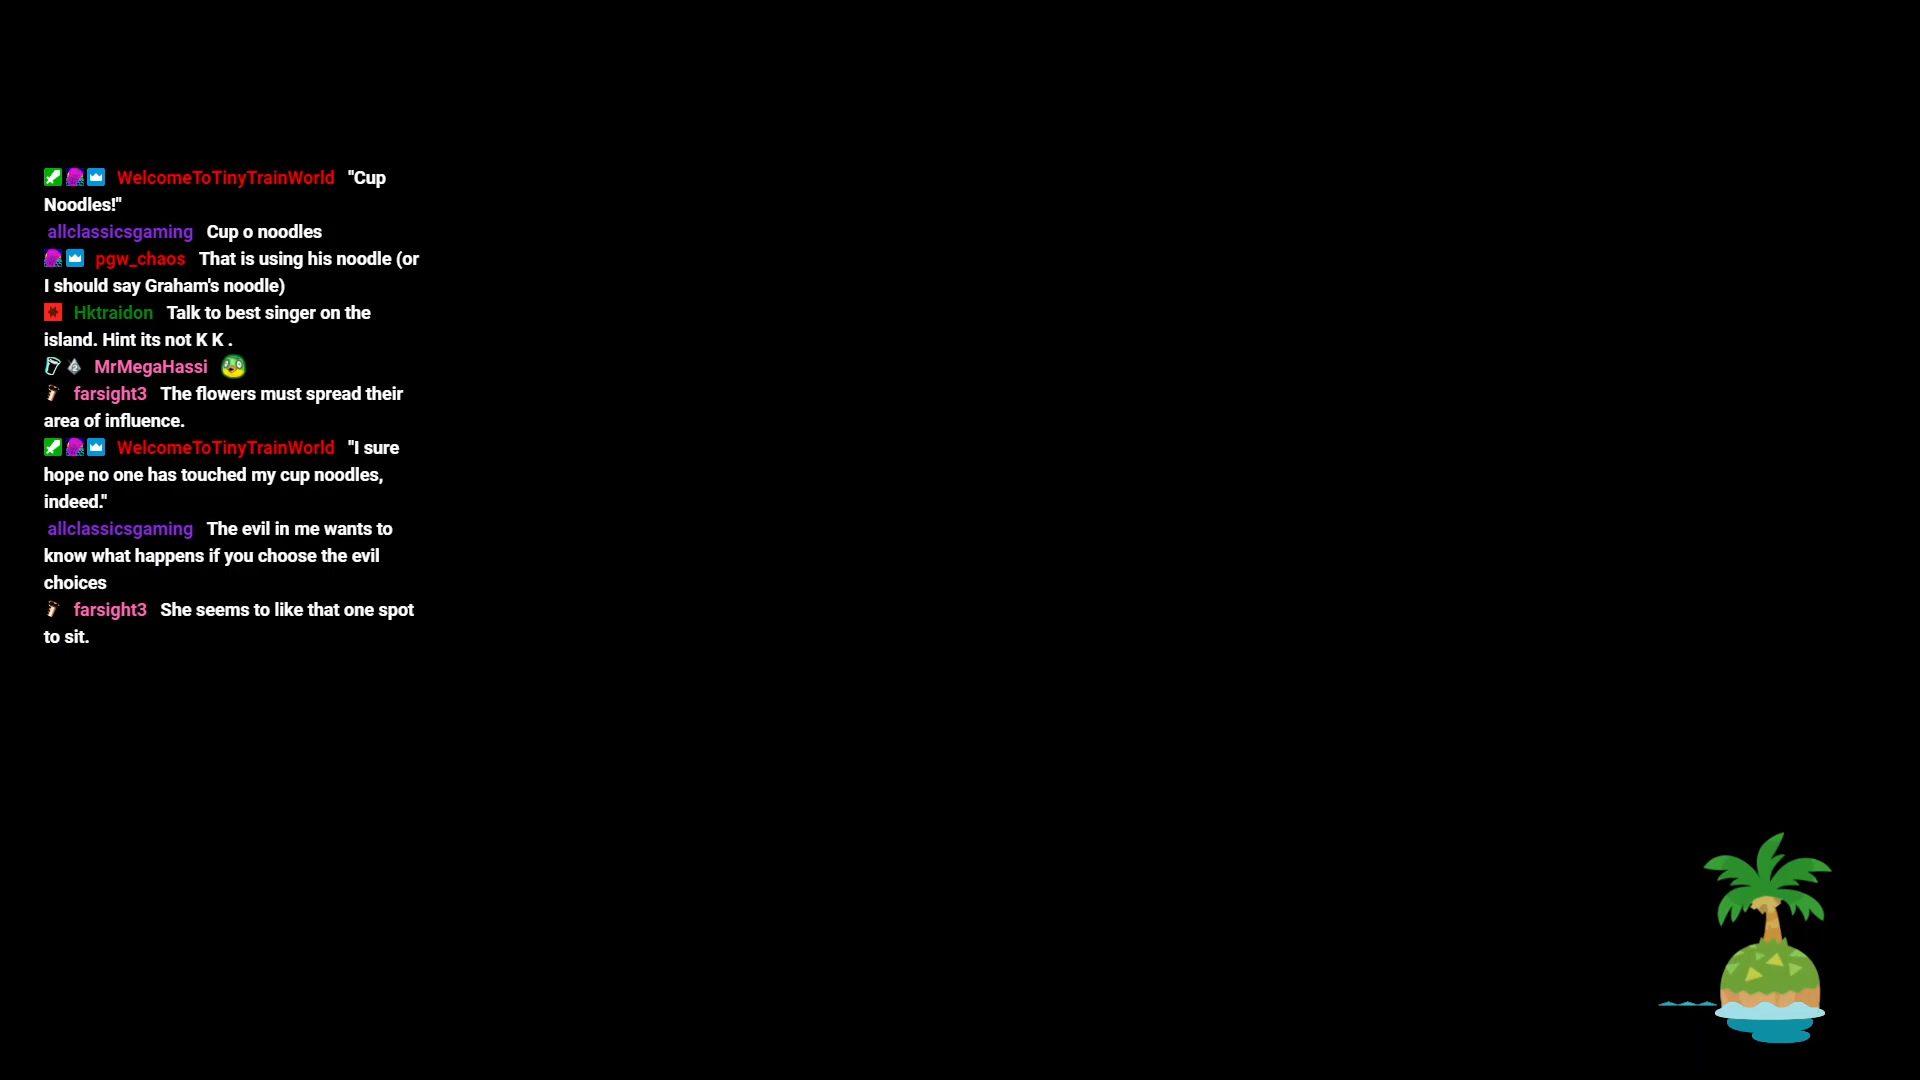 WelcomeToTinyTrainWorld "Cup
Noodles!"
allclassicsgaming Cup o noodles
pgw_chaos That is using his noodle (or
I should say Graham's noodle)
Hktraidon Talk to best singer on the
island. Hint its not K K .
MrMegaHassi
farsight3 The flowers must spread their
area of influence.
WelcomeToTinyTrainWorld "I sure
hope no one has touched my cup noodles,
indeed."
allclassicsgaming The evil in me wants to
know what happens if you choose the evil
choices
farsight3 She seems to like that one spot
to sit.